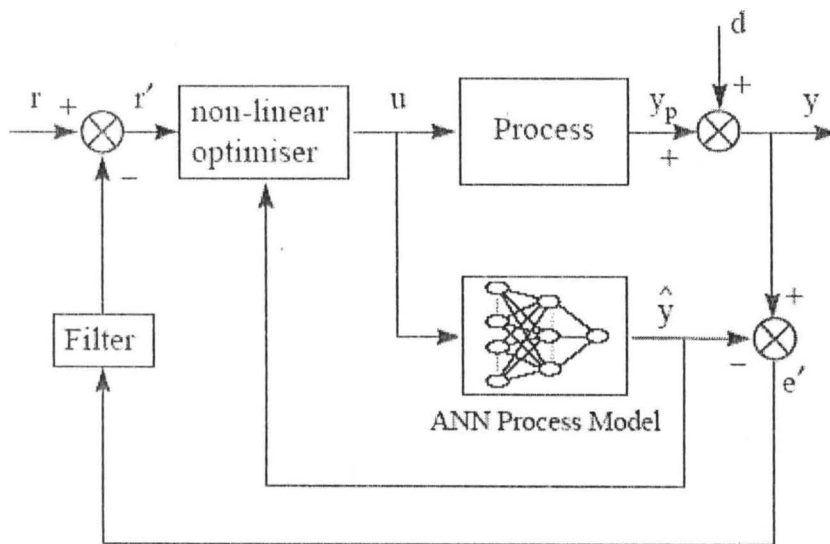 d
r + r′ non-linear optimiser u Process y_p + + y
−
Filter
ŷ − +
e′
ANN Process Model